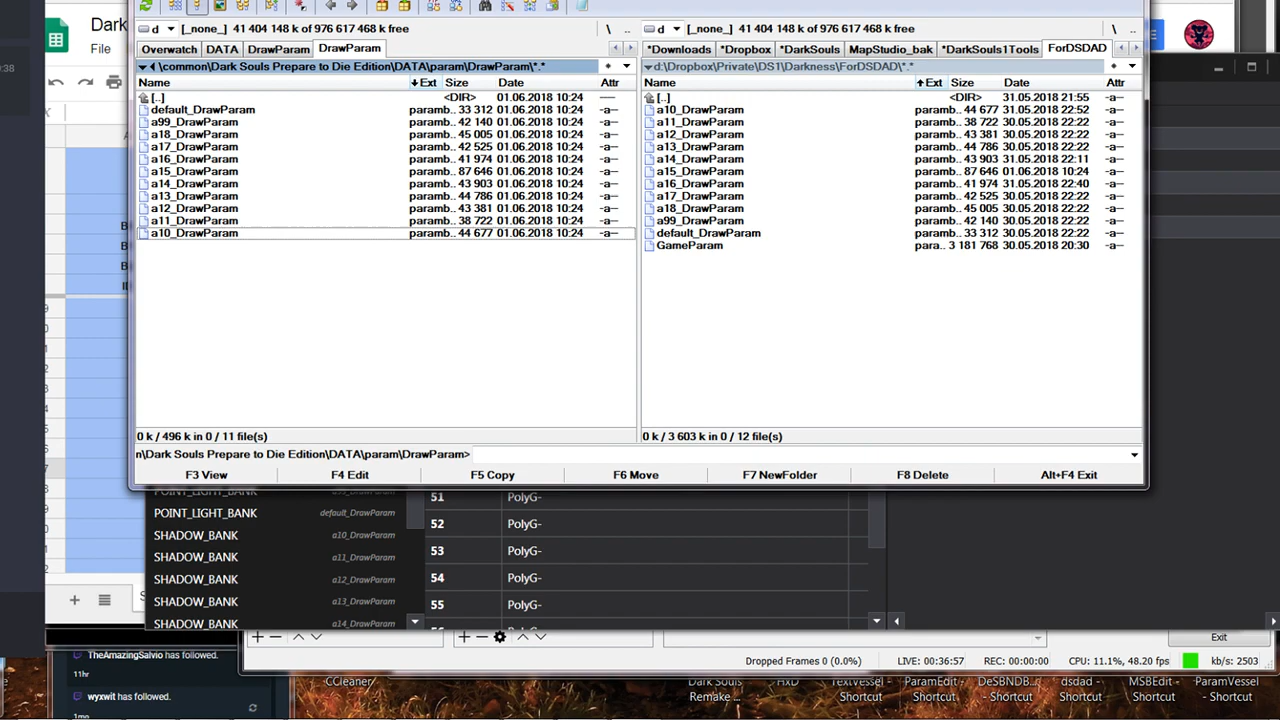 :38
Dark
File
d [_none_] 41 404 148 k of 976 617 468 k free \ ..
d [_none_] 41 404 148 k of 976 617 468 k free \ ..
Overwatch DATA DrawParam DrawParam
*Downloads *Dropbox *DarkSouls MapStudio_bak *DarkSouls1Tools ForDSDAD
\common\Dark Souls Prepare to Die Edition\DATA\param\DrawParam\*.* *
d:\Dropbox\Private\DS1\Darkness\ForDSDAD\*.* *
Name Ext Size Date Attr
[..] <DIR> 01.06.2018 10:24 ----
default_DrawParam paramb.. 33 312 01.06.2018 10:24 -a--
a99_DrawParam paramb.. 42 140 01.06.2018 10:24 -a--
a18_DrawParam paramb.. 45 005 01.06.2018 10:24 -a--
a17_DrawParam paramb.. 42 525 01.06.2018 10:24 -a--
a16_DrawParam paramb.. 41 974 01.06.2018 10:24 -a--
a15_DrawParam paramb.. 87 646 01.06.2018 10:24 -a--
a14_DrawParam paramb.. 43 903 01.06.2018 10:24 -a--
a13_DrawParam paramb.. 44 786 01.06.2018 10:24 -a--
a12_DrawParam paramb.. 43 381 01.06.2018 10:24 -a--
a11_DrawParam paramb.. 38 722 01.06.2018 10:24 -a--
a10_DrawParam paramb.. 44 677 01.06.2018 10:24 -a--
Name Ext Size Date Attr
[..] <DIR> 31.05.2018 21:55 -a--
a10_DrawParam paramb.. 44 677 31.05.2018 22:52 -a--
a11_DrawParam paramb.. 38 722 30.05.2018 22:22 -a--
a12_DrawParam paramb.. 43 381 30.05.2018 22:22 -a--
a13_DrawParam paramb.. 44 786 30.05.2018 22:22 -a--
a14_DrawParam paramb.. 43 903 31.05.2018 22:11 -a--
a15_DrawParam paramb.. 87 646 01.06.2018 10:24 -a--
a16_DrawParam paramb.. 41 974 31.05.2018 22:40 -a--
a17_DrawParam paramb.. 42 525 30.05.2018 22:22 -a--
a18_DrawParam paramb.. 45 005 30.05.2018 22:22 -a--
a99_DrawParam paramb.. 42 140 30.05.2018 22:22 -a--
default_DrawParam paramb.. 33 312 30.05.2018 22:22 -a--
GameParam para.. 3 181 768 30.05.2018 20:30 -a--
0 k / 496 k in 0 / 11 file(s)
0 k / 3 603 k in 0 / 12 file(s)
n\Dark Souls Prepare to Die Edition\DATA\param\DrawParam>
F3 View F4 Edit F5 Copy F6 Move F7 NewFolder F8 Delete Alt+F4 Exit
POINT_LIGHT_BANK a99_DrawParam
POINT_LIGHT_BANK default_DrawParam
SHADOW_BANK a10_DrawParam
SHADOW_BANK a11_DrawParam
SHADOW_BANK a12_DrawParam
SHADOW_BANK a13_DrawParam
SHADOW_BANK a14_DrawParam
51 PolyG-
52 PolyG-
53 PolyG-
54 PolyG-
55 PolyG-
Exit
Dropped Frames 0 (0.0%) LIVE: 00:36:57 REC: 00:00:00 CPU: 11.1%, 48.20 fps kb/s: 2503
TheAmazingSalvio has followed.
11hr
wyxwit has followed.
1mo
CCleaner
Dark Souls Remake ...
HxD
TextVessel - Shortcut
ParamEdit - Shortcut
DeSBNDB... - Shortcut
dsdad - Shortcut
MSBEdit - Shortcut
ParamVessel - Shortcut